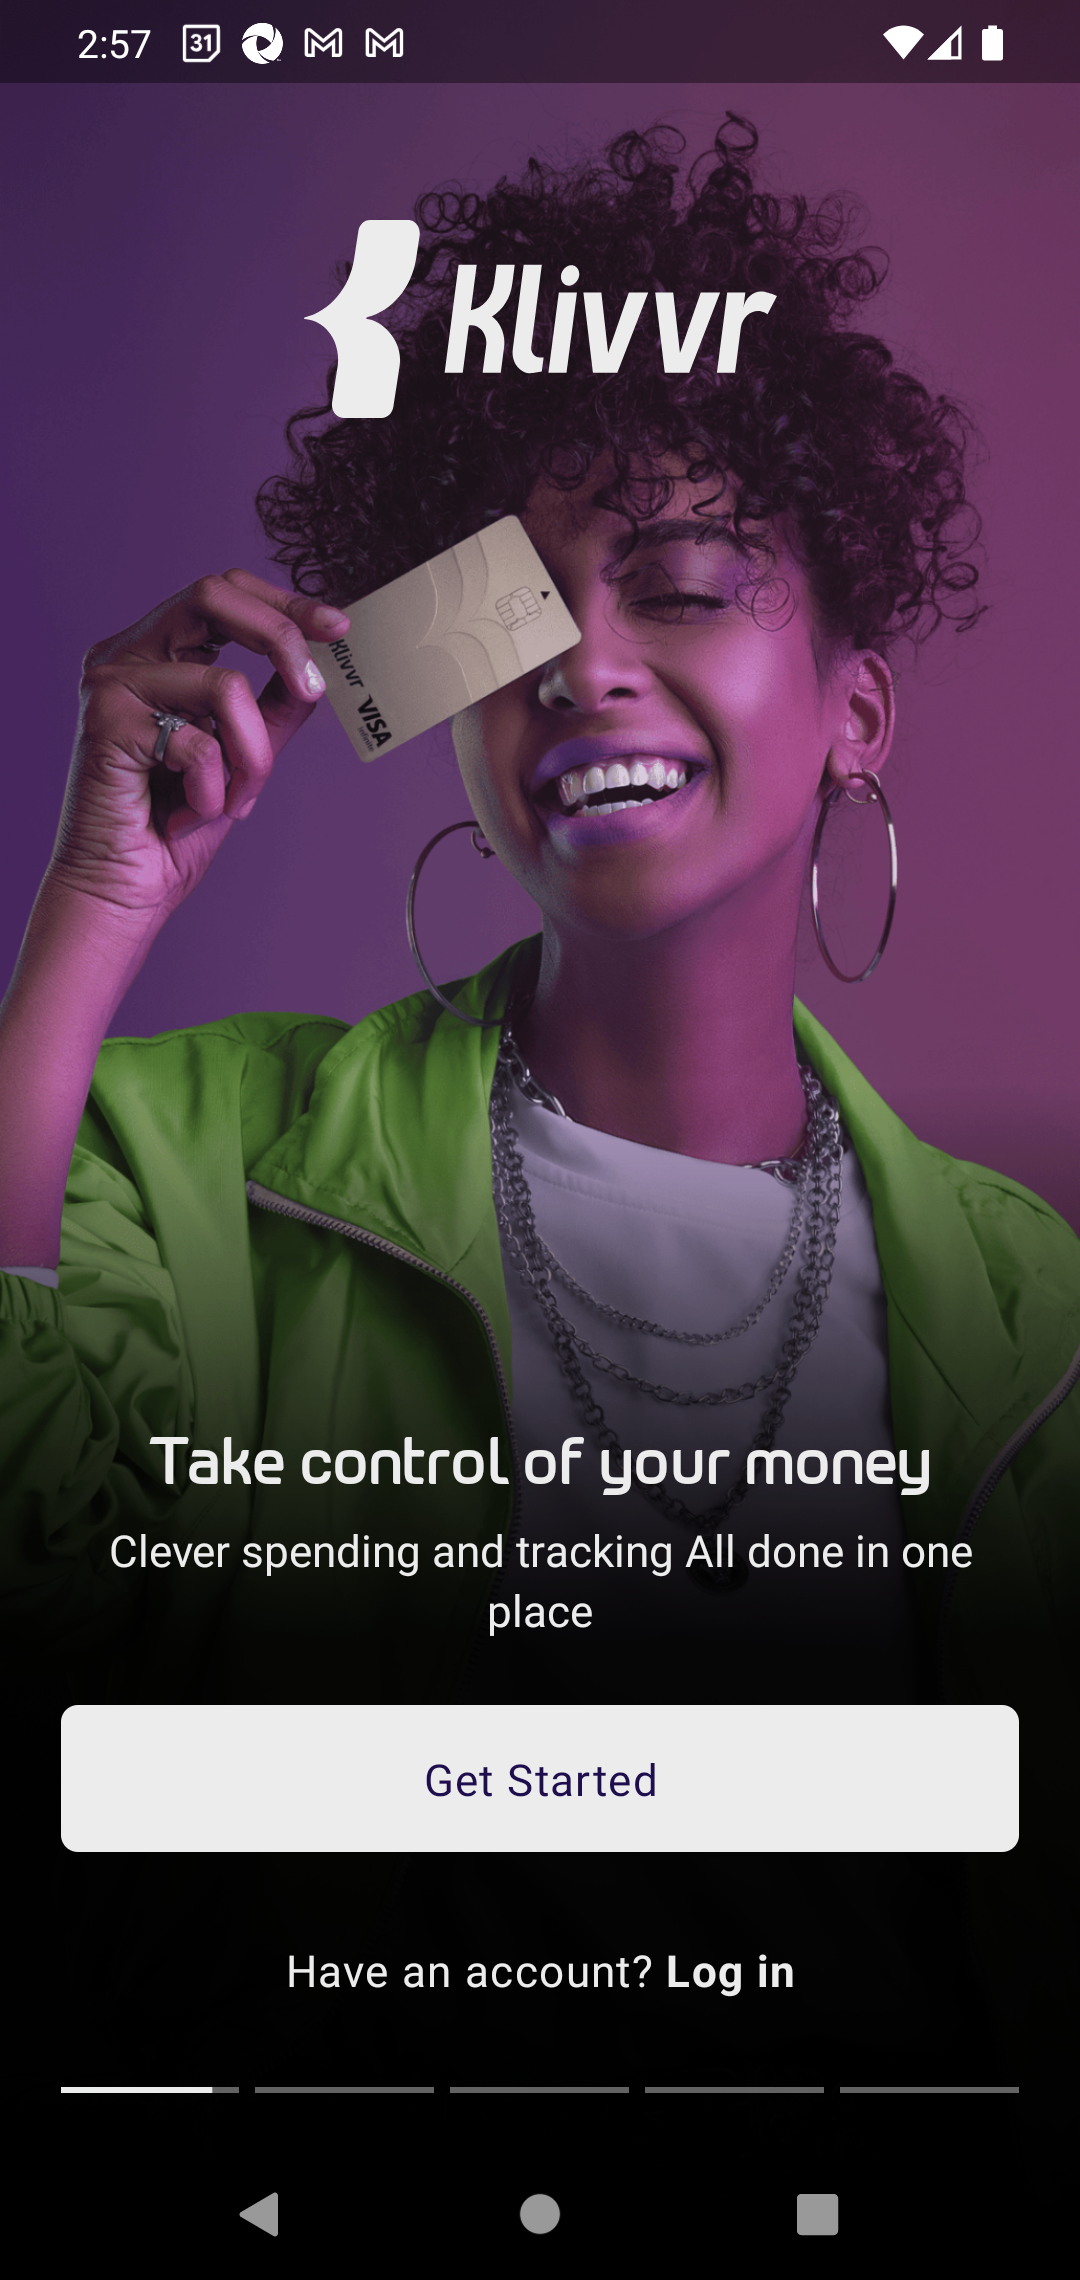 2:57
31
Klivvr
Klivvr VISA
Infinite
Take control of your money
Clever spending and tracking All done in one
place
Get Started
Have an account? Log in